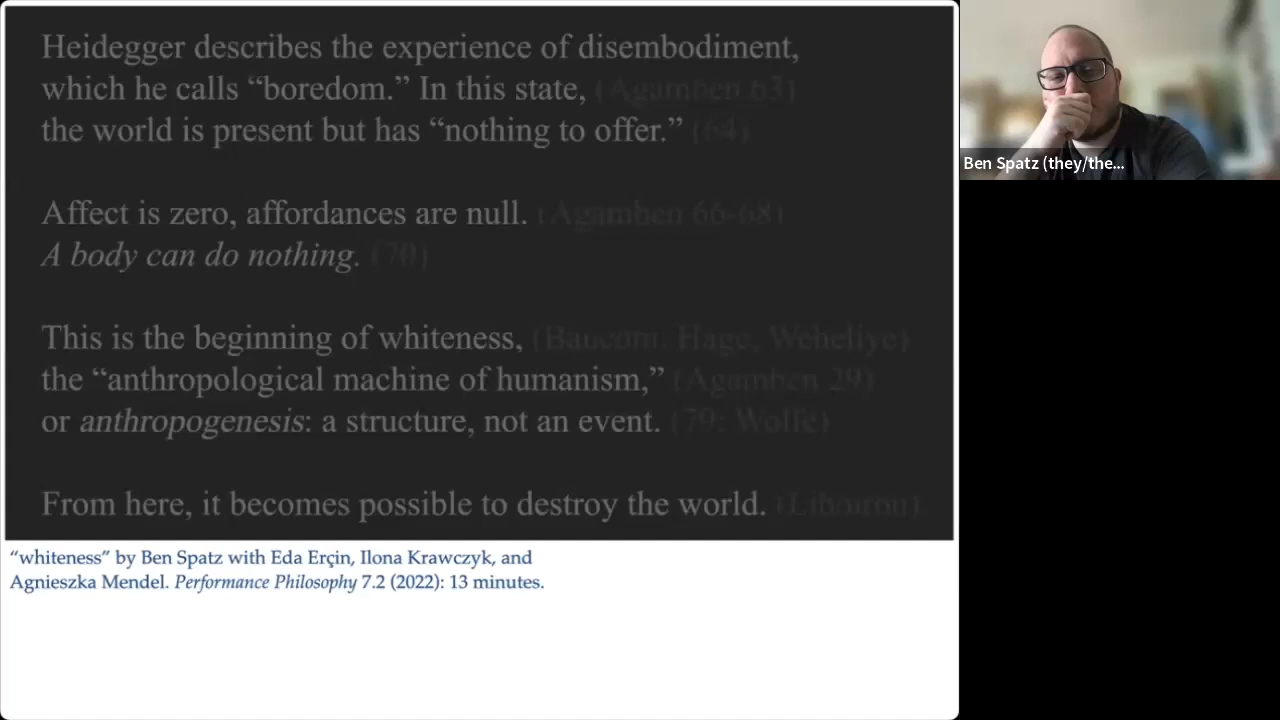 Heidegger describes the experience of disembodiment,
which he calls “boredom.” In this state, (Agamben 63)
the world is present but has “nothing to offer.” (64)
Affect is zero, affordances are null. (Agamben 66-68)
A body can do nothing. (70)
This is the beginning of whiteness, (Baucom; Hage; Weheliye)
the “anthropological machine of humanism,” (Agamben 29)
or anthropogenesis: a structure, not an event. (79; Wolfe)
From here, it becomes possible to destroy the world. (Liboiron)
“whiteness” by Ben Spatz with Eda Erçin, Ilona Krawczyk, and
Agnieszka Mendel. Performance Philosophy 7.2 (2022): 13 minutes.
Ben Spatz (they/the...